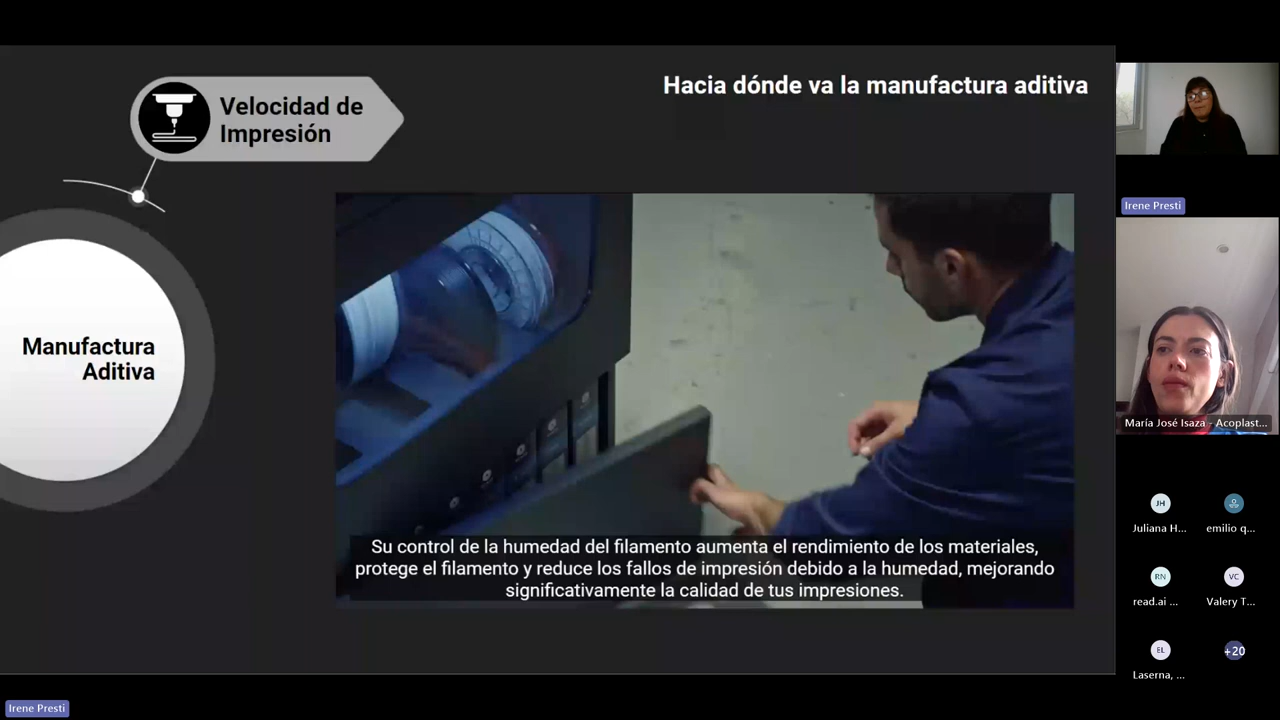 Hacia dónde va la manufactura aditiva
Velocidad de
Impresión
Manufactura
Aditiva
Su control de la humedad del filamento aumenta el rendimiento de los materiales,
protege el filamento y reduce los fallos de impresión debido a la humedad, mejorando
significativamente la calidad de tus impresiones.
Irene Presti
María José Isaza - Acoplast...
JH
Juliana H...
emilio q...
RN
read.ai ...
VC
Valery T...
EL
Laserna, ...
+20
Irene Presti